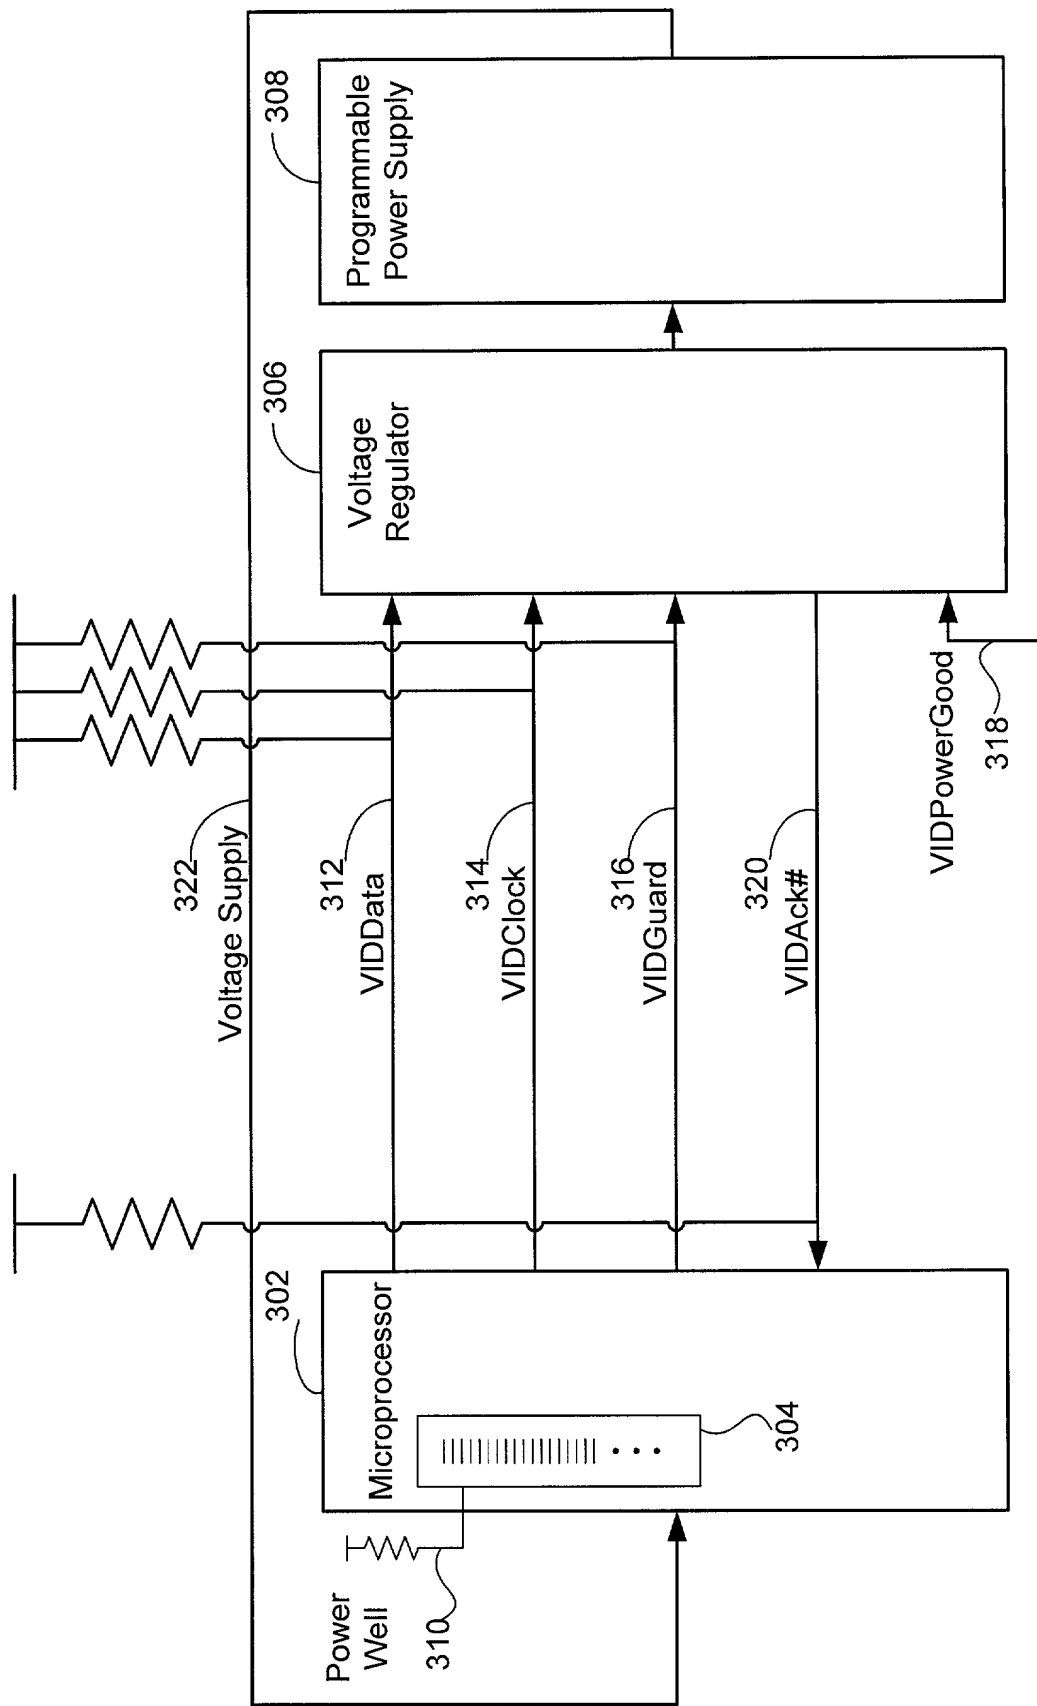 322
Voltage Supply
302
306
308
Power
Well
310
Microprocessor
304
312
VIDData
314
VIDClock
316
VIDGuard
320
VIDAck#
Voltage
Regulator
Programmable
Power Supply
VIDPowerGood
318